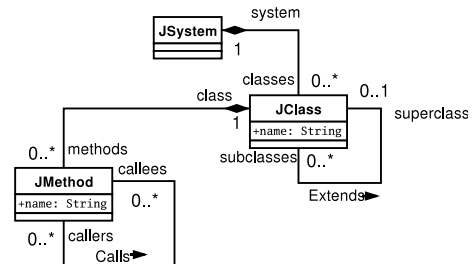 system
JSystem
1
classes
0..*
0..1
class
JClass
1
superclass
+name: String
methods
subclasses
0..*
0..*
callees
JMethod
Extends
+name: String
0..*
0..*
callers
Calls